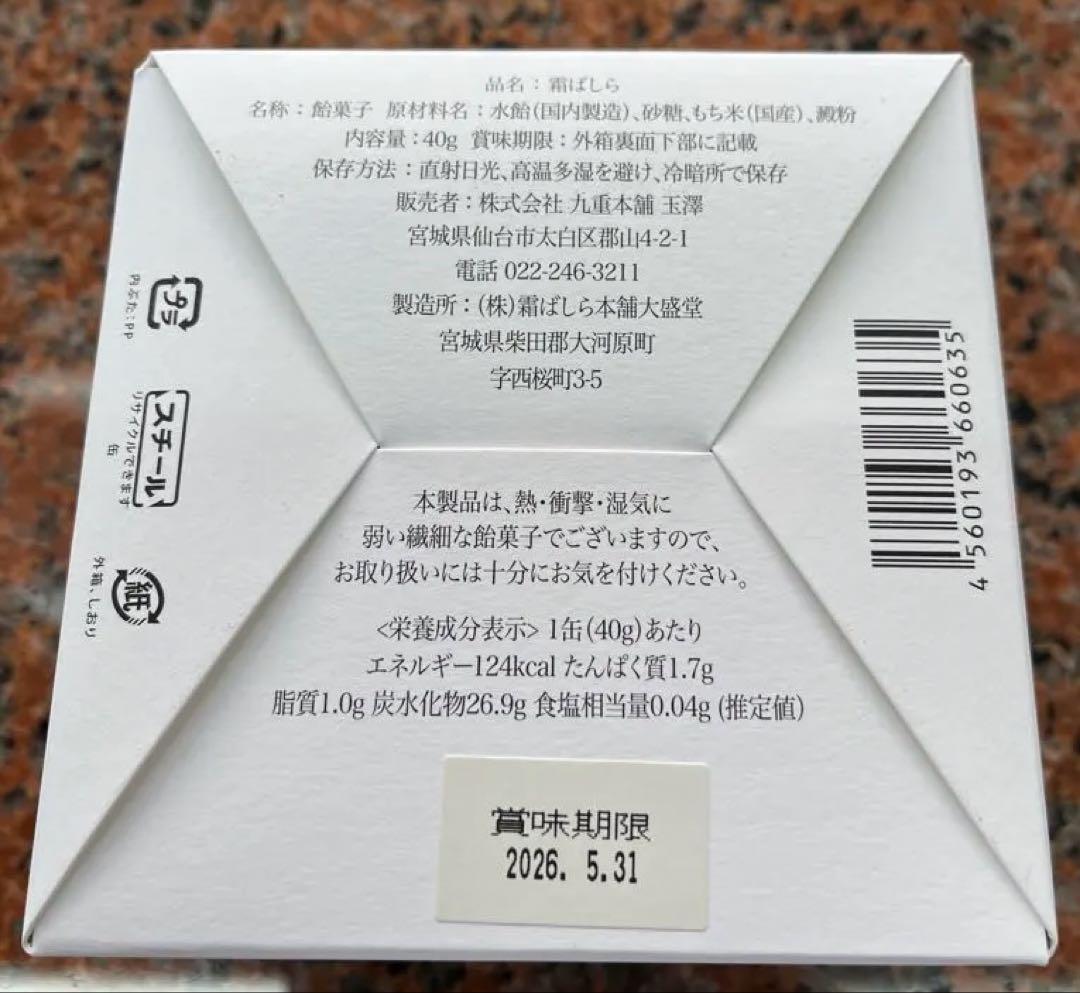 品名：霜ばしら
名称：飴菓子 原材料名：水飴(国内製造)、砂糖、もち米(国産)、澱粉
内容量：40g 賞味期限：外箱裏面下部に記載
保存方法：直射日光、高温多湿を避け、冷暗所で保存
販売者：株式会社 九重本舗 玉澤
宮城県仙台市太白区郡山4-2-1
電話 022-246-3211
製造所：(株)霜ばしら本舗大盛堂
宮城県柴田郡大河原町
字西桜町3-5
プラ
内ぶた：PP
スチール
リサイクルできます
缶
紙
外箱、しおり
4560193660635
本製品は、熱・衝撃・湿気に
弱い繊細な飴菓子でございますので、
お取り扱いには十分にお気を付けください。
<栄養成分表示> 1缶(40g)あたり
エネルギー124kcal たんぱく質1.7g
脂質1.0g 炭水化物26.9g 食塩相当量0.04g (推定値)
賞味期限
2026. 5.31